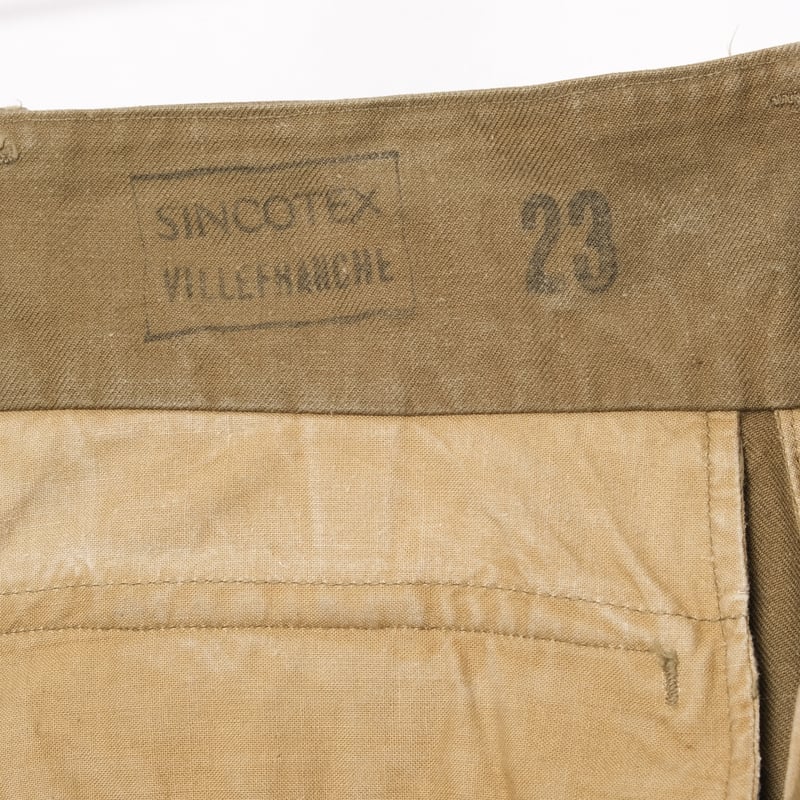 SINCOTEX
VILLEFRANCHE
23